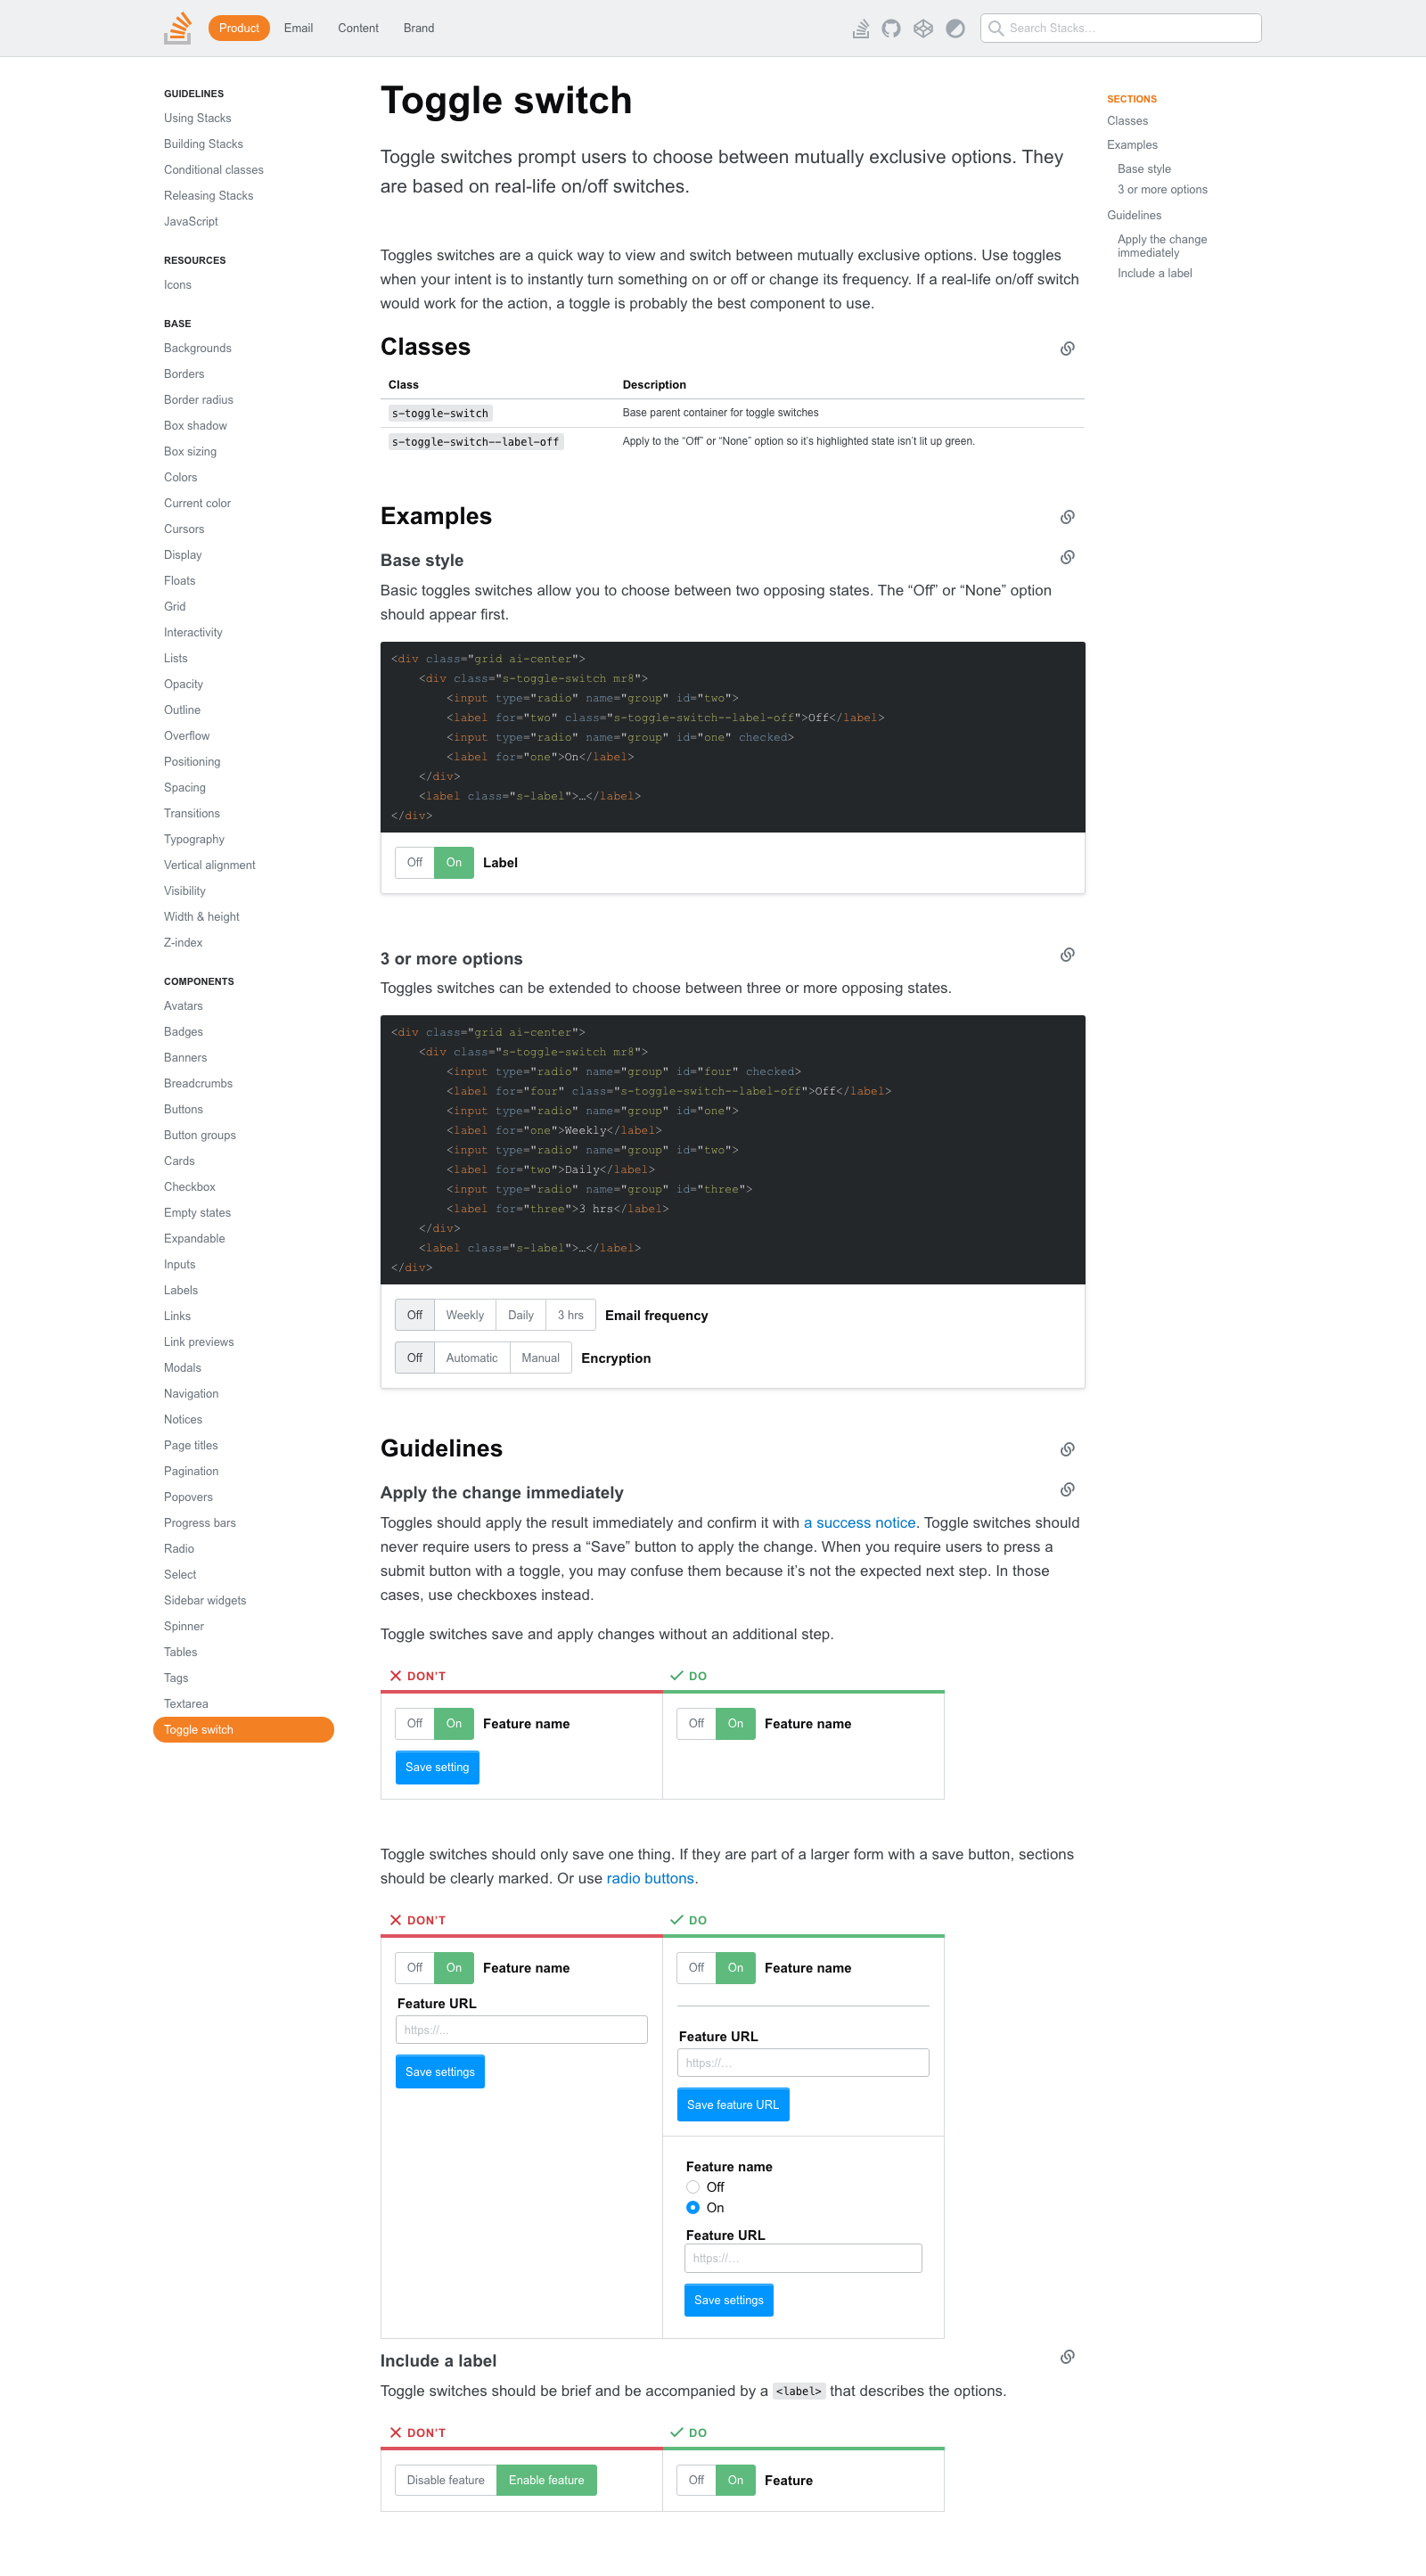 Product Email Content Brand
Search Stacks…
GUIDELINES
Using Stacks
Building Stacks
Conditional classes
Releasing Stacks
JavaScript
RESOURCES
Icons
BASE
Backgrounds
Borders
Border radius
Box shadow
Box sizing
Colors
Current color
Cursors
Display
Floats
Grid
Interactivity
Lists
Opacity
Outline
Overflow
Positioning
Spacing
Transitions
Typography
Vertical alignment
Visibility
Width & height
Z-index
COMPONENTS
Avatars
Badges
Banners
Breadcrumbs
Buttons
Button groups
Cards
Checkbox
Empty states
Expandable
Inputs
Labels
Links
Link previews
Modals
Navigation
Notices
Page titles
Pagination
Popovers
Progress bars
Radio
Select
Sidebar widgets
Spinner
Tables
Tags
Textarea
Toggle switch
Toggle switch
Toggle switches prompt users to choose between mutually exclusive options. They
are based on real-life on/off switches.
Toggles switches are a quick way to view and switch between mutually exclusive options. Use toggles
when your intent is to instantly turn something on or off or change its frequency. If a real-life on/off switch
would work for the action, a toggle is probably the best component to use.
Classes
Class Description
s-toggle-switch Base parent container for toggle switches
s-toggle-switch--label-off Apply to the “Off” or “None” option so it’s highlighted state isn’t lit up green.
Examples
Base style
Basic toggles switches allow you to choose between two opposing states. The “Off” or “None” option
should appear first.
<div class="grid ai-center">
<div class="s-toggle-switch mr8">
<input type="radio" name="group" id="two">
<label for="two" class="s-toggle-switch--label-off">Off</label>
<input type="radio" name="group" id="one" checked>
<label for="one">On</label>
</div>
<label class="s-label">…</label>
</div>
Off On Label
3 or more options
Toggles switches can be extended to choose between three or more opposing states.
<div class="grid ai-center">
<div class="s-toggle-switch mr8">
<input type="radio" name="group" id="four" checked>
<label for="four" class="s-toggle-switch--label-off">Off</label>
<input type="radio" name="group" id="one">
<label for="one">Weekly</label>
<input type="radio" name="group" id="two">
<label for="two">Daily</label>
<input type="radio" name="group" id="three">
<label for="three">3 hrs</label>
</div>
<label class="s-label">…</label>
</div>
Off Weekly Daily 3 hrs Email frequency
Off Automatic Manual Encryption
Guidelines
Apply the change immediately
Toggles should apply the result immediately and confirm it with a success notice. Toggle switches should
never require users to press a “Save” button to apply the change. When you require users to press a
submit button with a toggle, you may confuse them because it’s not the expected next step. In those
cases, use checkboxes instead.
Toggle switches save and apply changes without an additional step.
DON'T
Off On Feature name
Save setting
DO
Off On Feature name
Toggle switches should only save one thing. If they are part of a larger form with a save button, sections
should be clearly marked. Or use radio buttons.
DON'T
Off On Feature name
Feature URL
https://...
Save settings
DO
Off On Feature name
Feature URL
https://…
Save feature URL
Feature name
Off
On
Feature URL
https://…
Save settings
Include a label
Toggle switches should be brief and be accompanied by a <label> that describes the options.
DON'T
Disable feature Enable feature
DO
Off On Feature
SECTIONS
Classes
Examples
Base style
3 or more options
Guidelines
Apply the change
immediately
Include a label